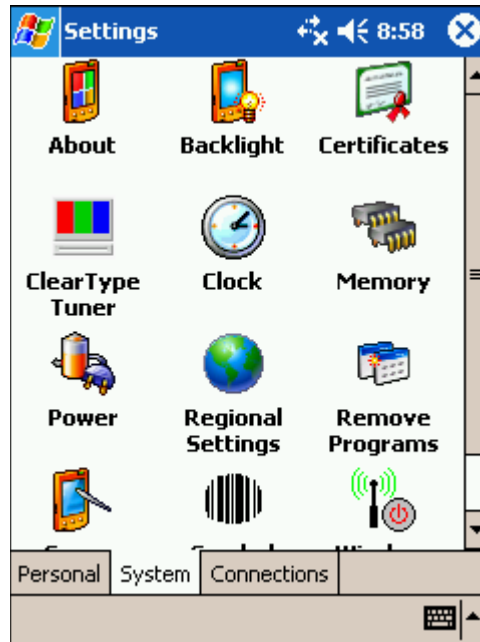 Settings 8:58
About Backlight Certificates
ClearType Tuner Clock Memory
Power Regional Settings Remove Programs
Personal System Connections